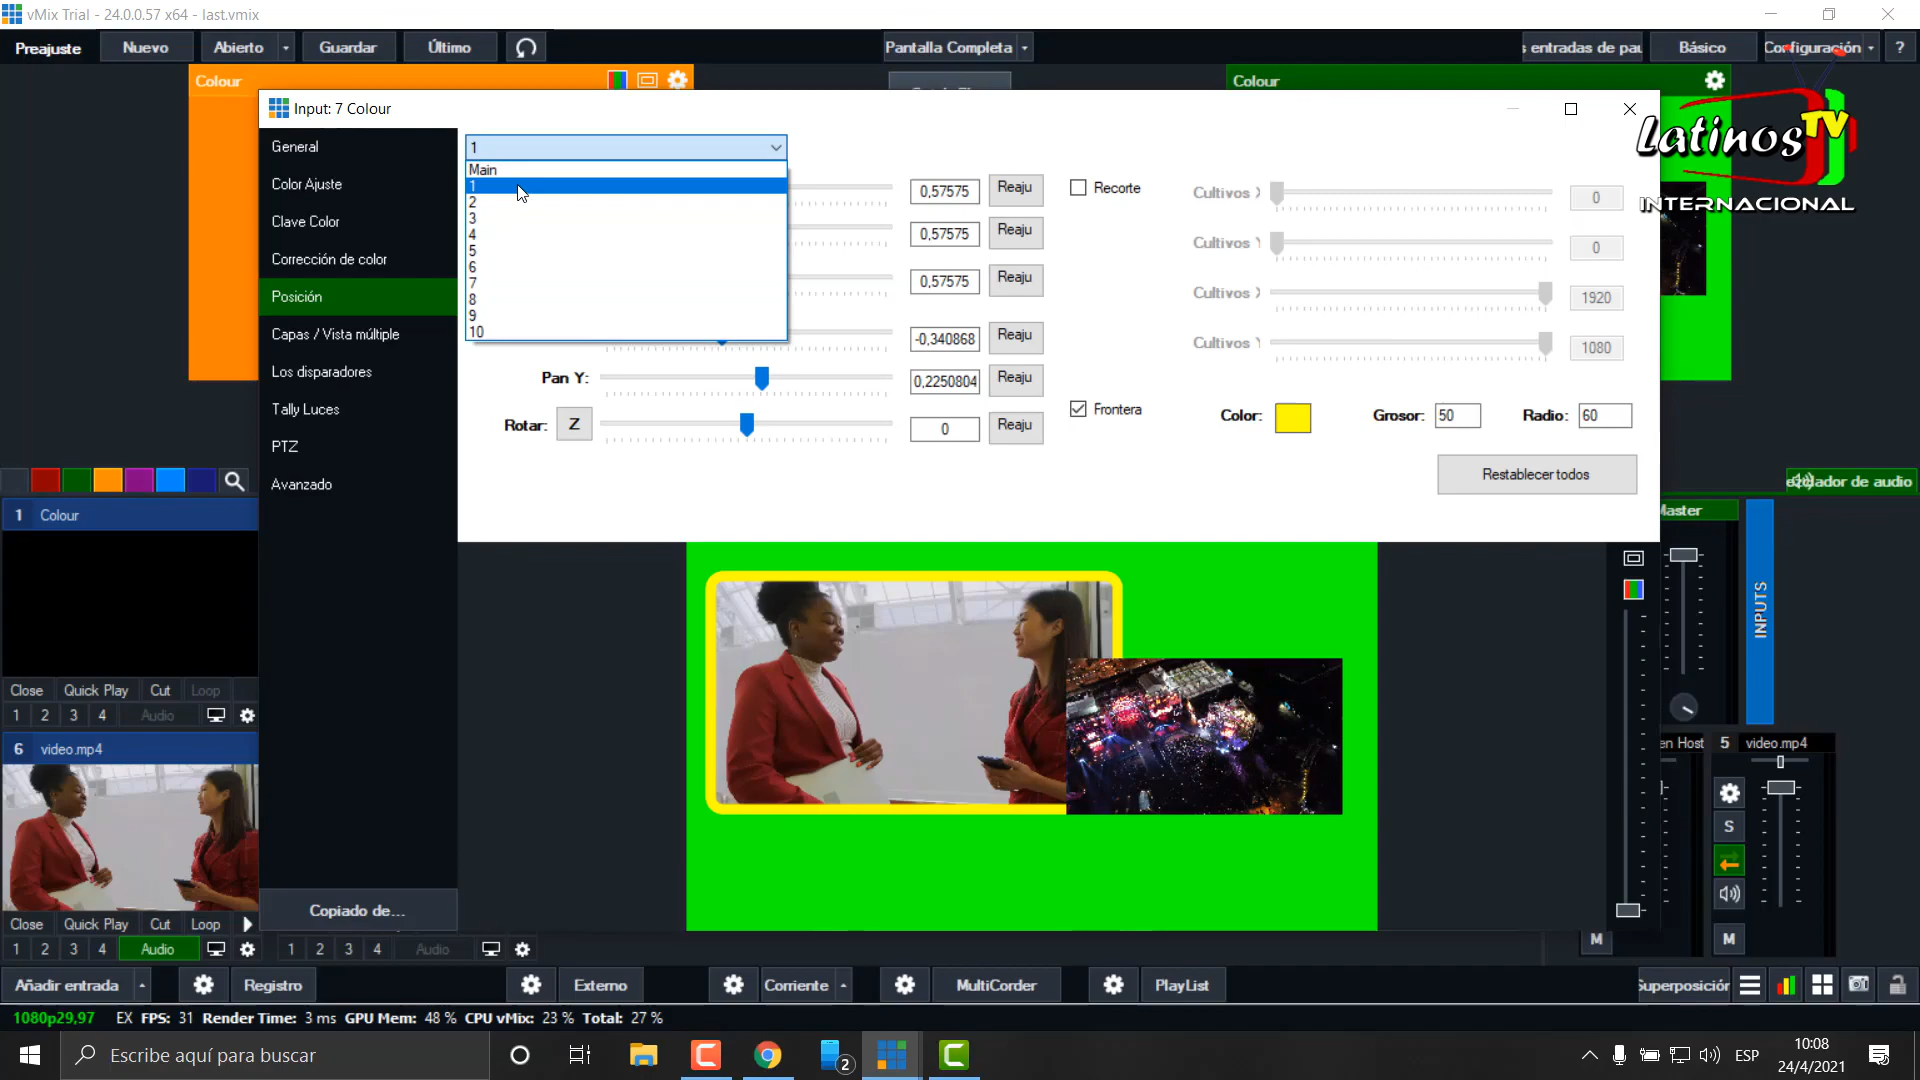 vMix Trial - 24.0.0.57 x64 - last.vmix
Preajuste Nuevo Abierto Guardar Último Pantalla Completa entradas de pau Básico Configuración ?
Colour Colour
Input: 7 Colour
Latinos TV
INTERNACIONAL
General
Color Ajuste
Clave Color
Corrección de color
Posición
Capas / Vista múltiple
Los disparadores
Tally Luces
PTZ
Avanzado
Copiado de...
1
Main
1
2
3
4
5
6
7
8
9
10
0,57575 Reaju
0,57575 Reaju
0,57575 Reaju
-0,340868 Reaju
Pan Y: 0,2250804 Reaju
Rotar: Z 0 Reaju
Recorte
Cultivos 0
Cultivos 0
Cultivos 1920
Cultivos 1080
Frontera Color: Grosor: 50 Radio: 60
Restablecer todos
de audio
Master
INPUTS
1 Colour
Close Quick Play Cut Loop
1 2 3 4 Audio
6 video.mp4
Close Quick Play Cut Loop
1 2 3 4 Audio
1 2 3 4 Audio
en Host 5 video.mp4
S
M M
Añadir entrada Registro Externo Corriente MultiCorder PlayList Superposición
1080p29,97 EX FPS: 31 Render Time: 3 ms GPU Mem: 48 % CPU vMix: 23 % Total: 27 %
Escribe aquí para buscar
2
ESP
10:08
24/4/2021